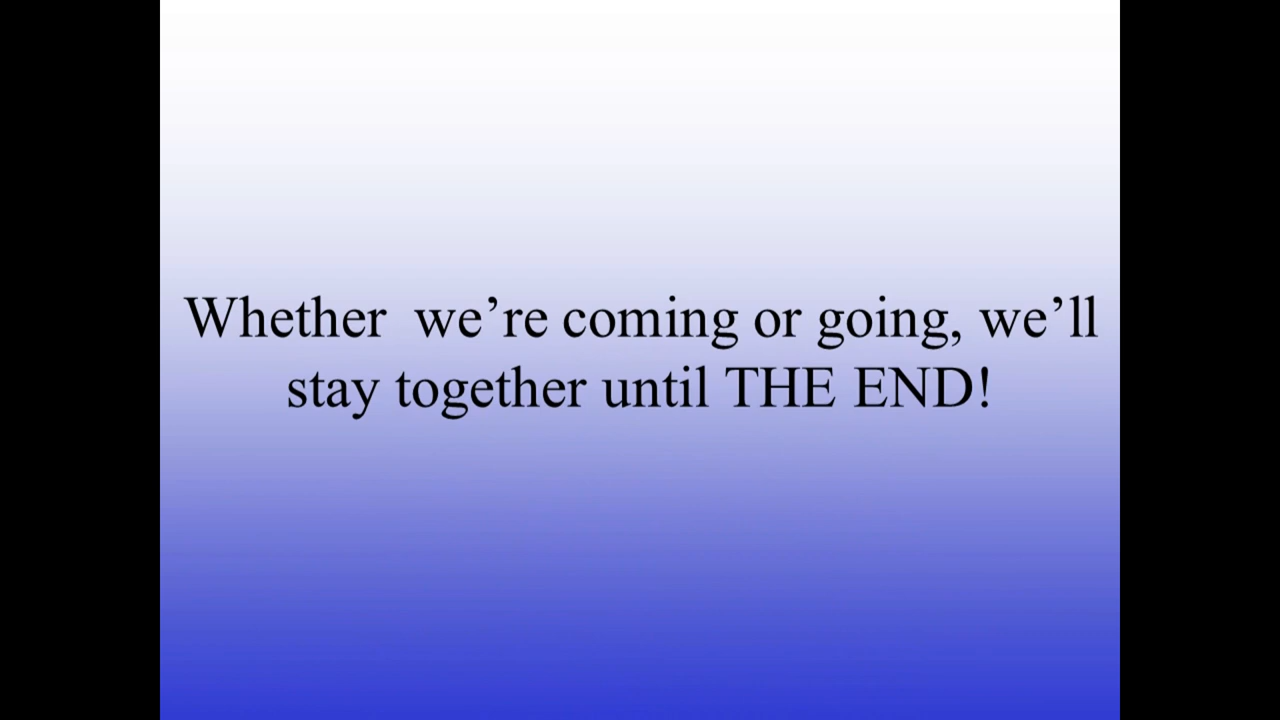 Whether  we’re coming or going, we’ll
stay together until THE END!